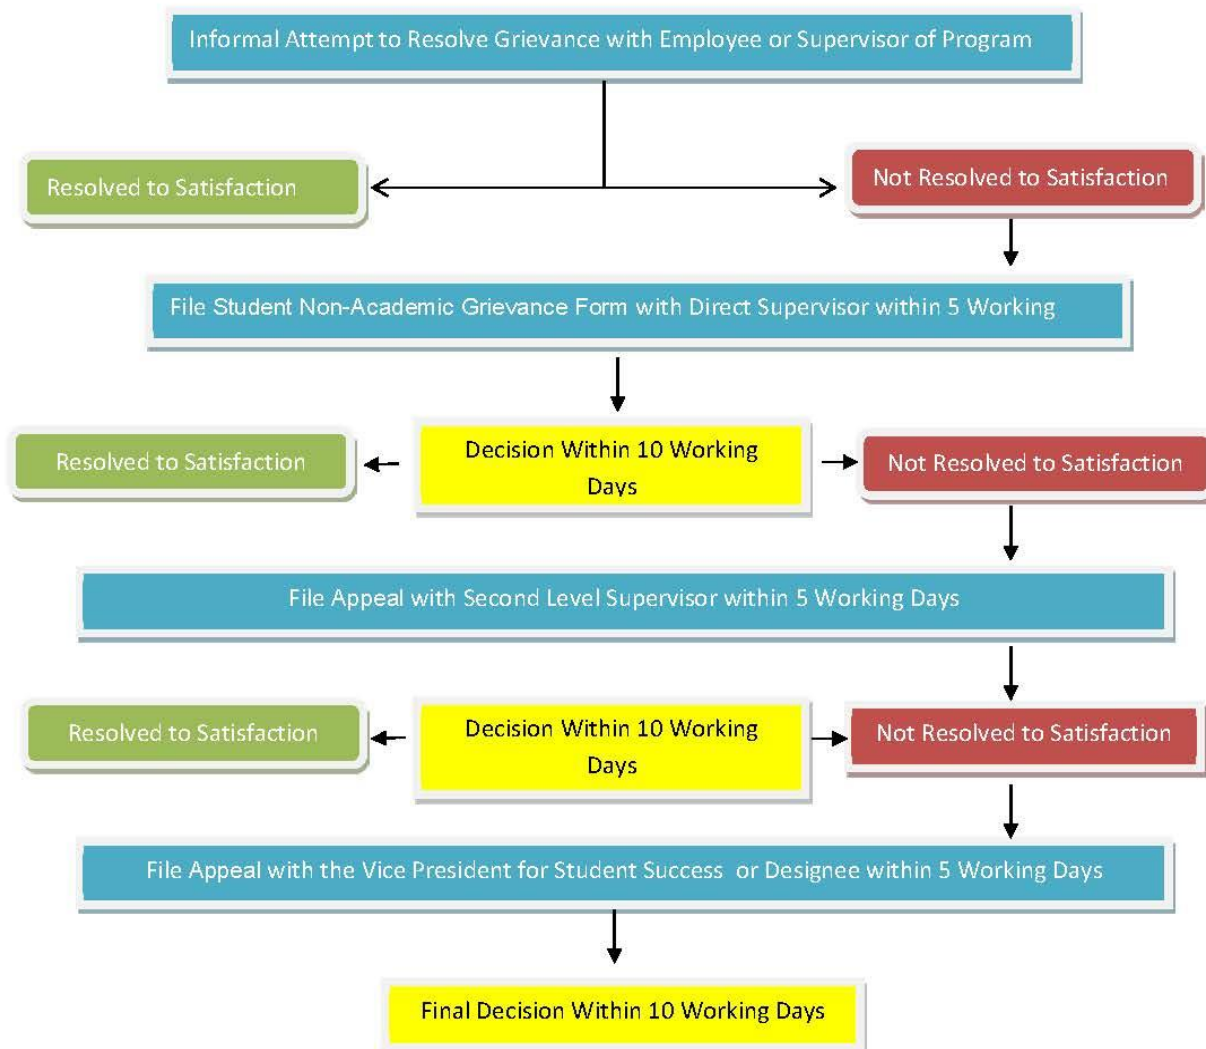 Informal Attempt to Resolve Grievance with Employee or Supervisor of Program
Resolved to Satisfaction
Not Resolved to Satisfaction
File Student Non-Academic Grievance Form with Direct Supervisor within 5 Working
Resolved to Satisfaction
Decision Within 10 Working
Days
Not Resolved to Satisfaction
File Appeal with Second Level Supervisor within 5 Working Days
Resolved to Satisfaction
Decision Within 10 Working
Days
Not Resolved to Satisfaction
File Appeal with the Vice President for Student Success or Designee within 5 Working Days
Final Decision Within 10 Working Days